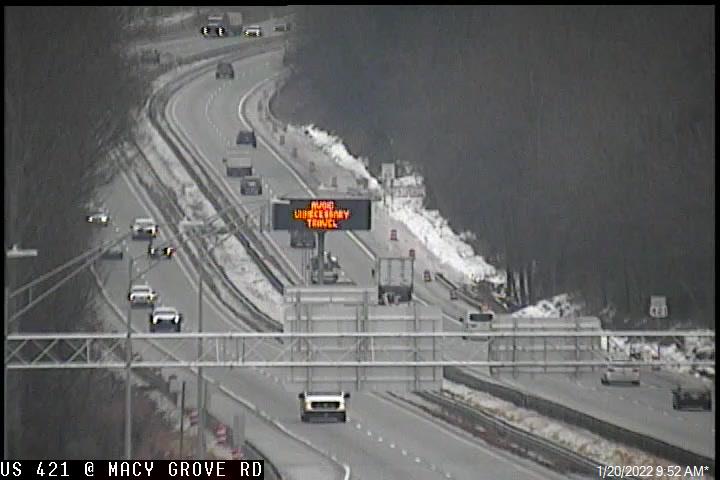 AVOID
UNNECESSARY
TRAVEL
US 421 @ MACY GROVE RD
1/20/2022 9:52 AM*